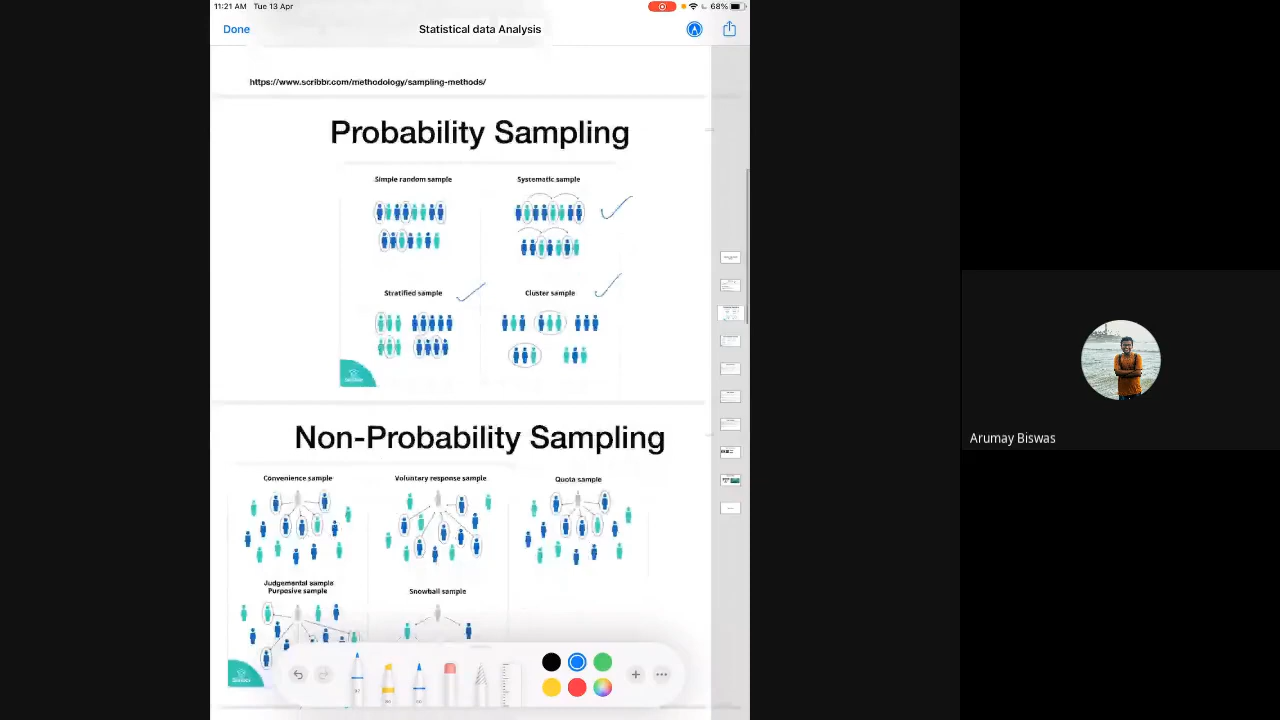 11:21 AM Tue 13 Apr
68%
Done
Statistical data Analysis
https://www.scribbr.com/methodology/sampling-methods/
Probability Sampling
Simple random sample
Systematic sample
Stratified sample
Cluster sample
Non-Probability Sampling
Convenience sample
Voluntary response sample
Quota sample
Judgemental sample
Purposive sample
Snowball sample
Arumay Biswas